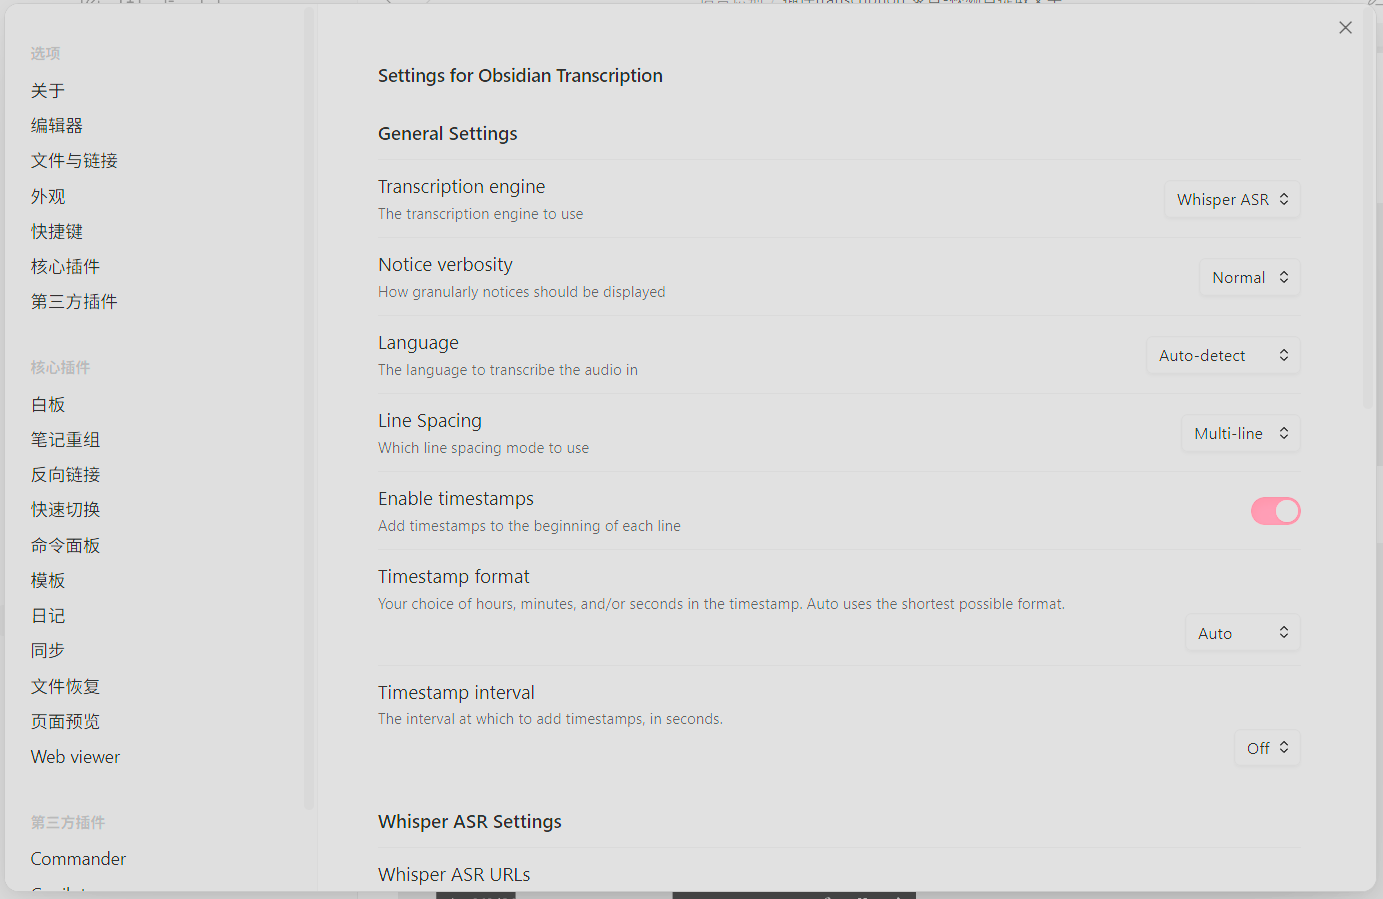 选项
关于
编辑器
文件与链接
外观
快捷键
核心插件
第三方插件
核心插件
白板
笔记重组
反向链接
快速切换
命令面板
模板
日记
同步
文件恢复
页面预览
Web viewer
第三方插件
Commander
Settings for Obsidian Transcription
General Settings
Transcription engine
The transcription engine to use
Whisper ASR
Notice verbosity
How granularly notices should be displayed
Normal
Language
The language to transcribe the audio in
Auto-detect
Line Spacing
Which line spacing mode to use
Multi-line
Enable timestamps
Add timestamps to the beginning of each line
Timestamp format
Your choice of hours, minutes, and/or seconds in the timestamp. Auto uses the shortest possible format.
Auto
Timestamp interval
The interval at which to add timestamps, in seconds.
Off
Whisper ASR Settings
Whisper ASR URLs